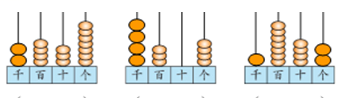 千 百 十 个 千 百 十 个 千 百 十 个